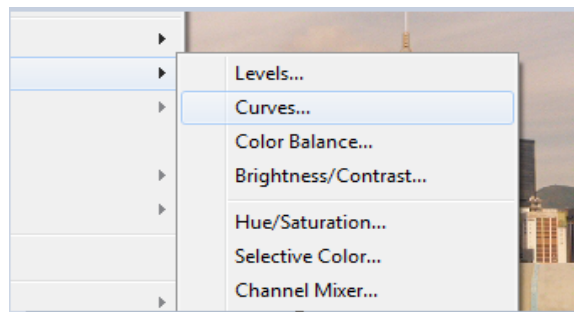 Levels...
Curves...
Color Balance...
Brightness/Contrast...
Hue/Saturation...
Selective Color...
Channel Mixer...